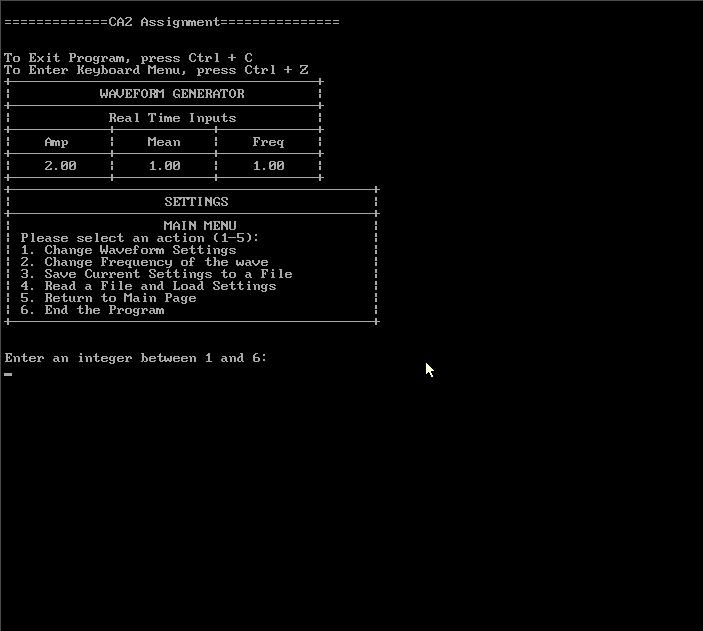 =============CA2 Assignment===============
To Exit Program, press Ctrl + C
To Enter Keyboard Menu, press Ctrl + Z
WAVEFORM GENERATOR
Real Time Inputs
Amp Mean Freq
2.00 1.00 1.00
SETTINGS
MAIN MENU
Please select an action (1-5):
1. Change Waveform Settings
2. Change Frequency of the wave
3. Save Current Settings to a File
4. Read a File and Load Settings
5. Return to Main Page
6. End the Program
Enter an integer between 1 and 6: